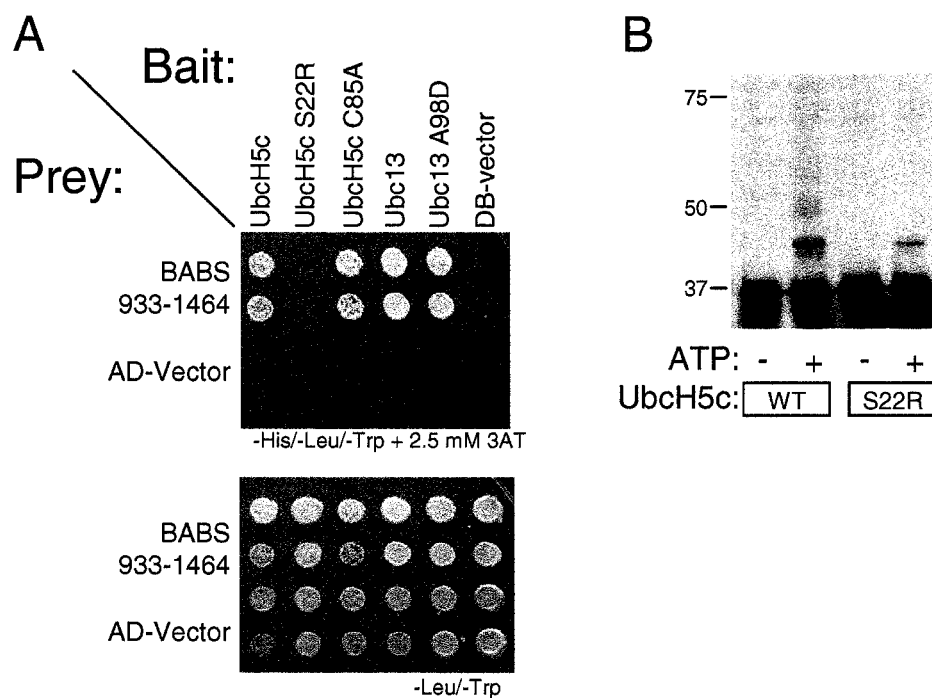 A
Bait:
Prey:
UbcH5c
UbcH5c S22R
UbcH5c C85A
Ubc13
Ubc13 A98D
DB-vector
BABS
933-1464
AD-Vector
-His/-Leu/-Trp + 2.5 mM 3AT
BABS
933-1464
AD-Vector
-Leu/-Trp
B
75
50
37
ATP: - + - +
UbcH5c: WT S22R